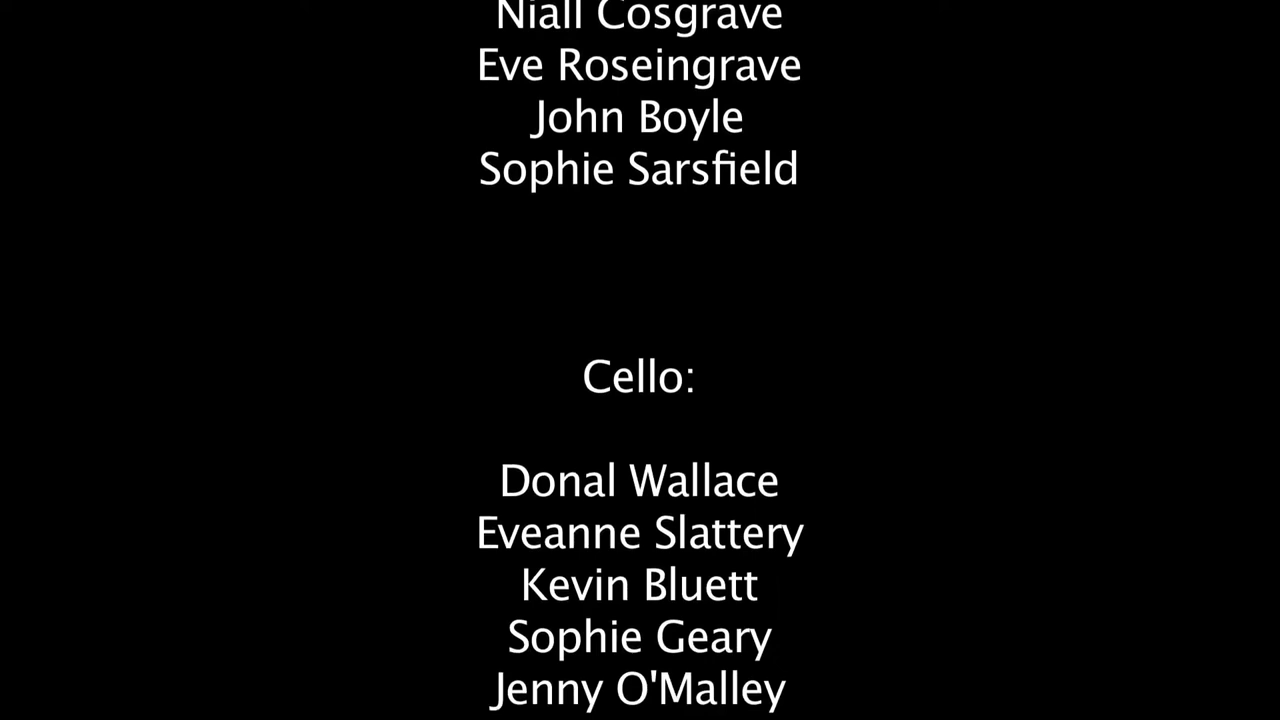 Niall Cosgrave
Eve Roseingrave
John Boyle
Sophie Sarsfield
Cello:
Donal Wallace
Eveanne Slattery
Kevin Bluett
Sophie Geary
Jenny O'Malley